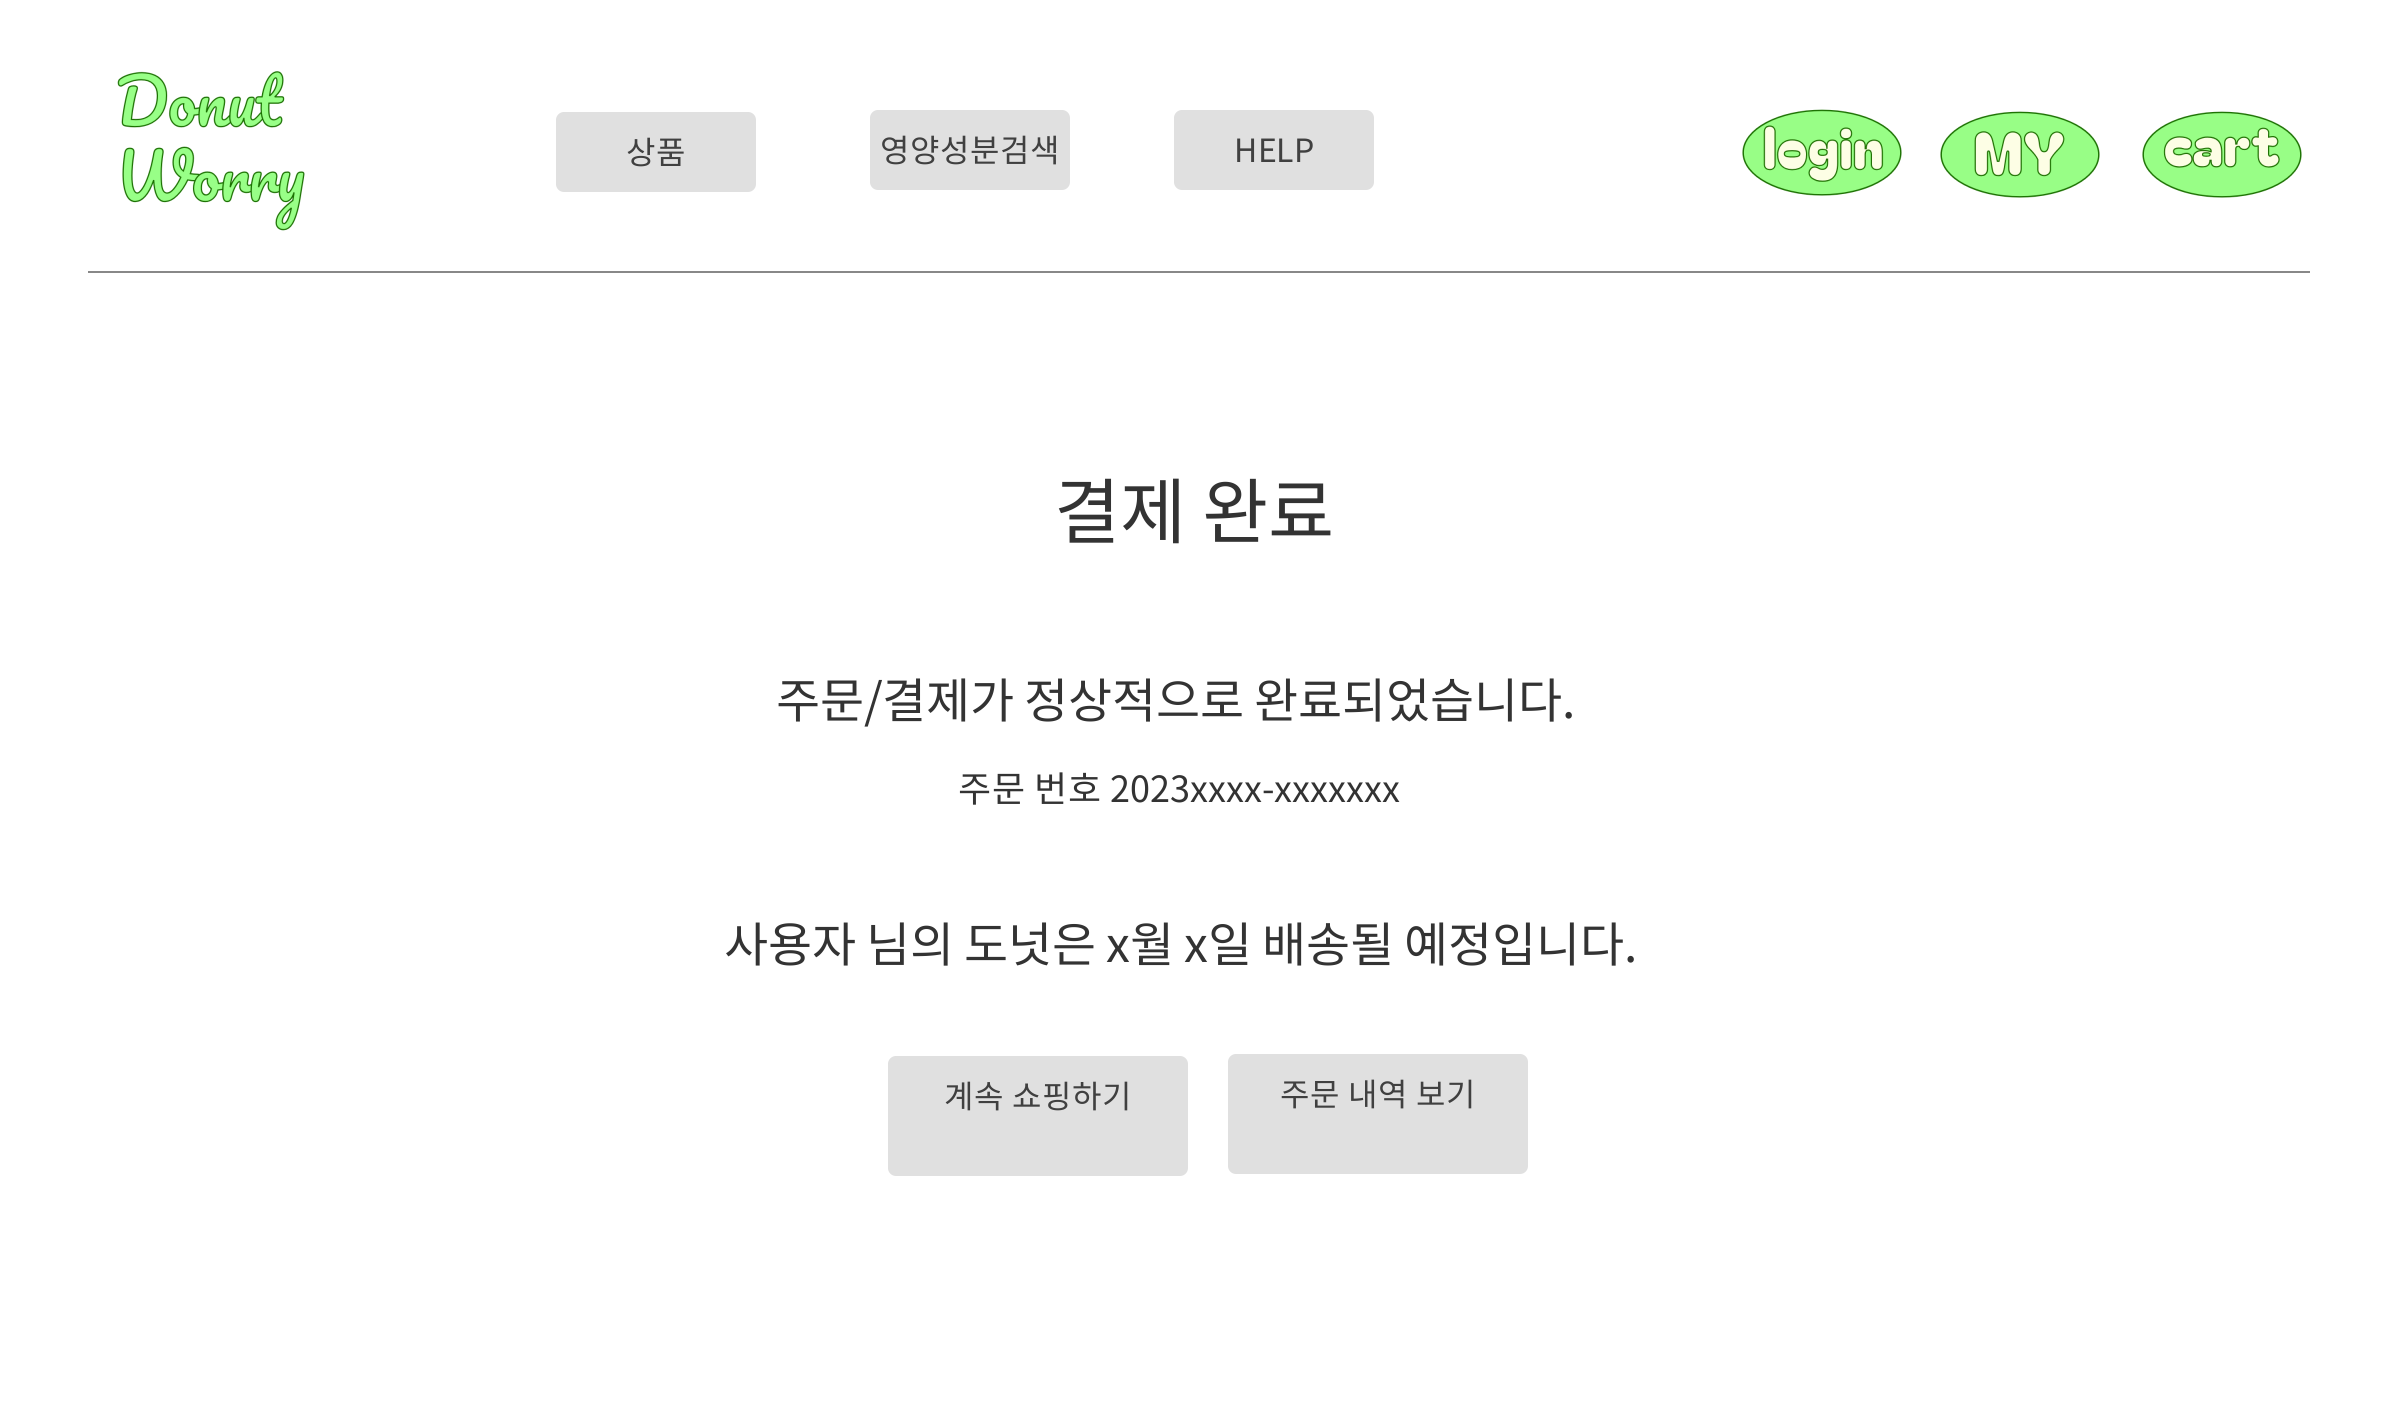 Donut
Worry
상품
영양성분검색
HELP
login
MY
cart
결제 완료
주문/결제가 정상적으로 완료되었습니다.
주문 번호 2023xxxx-xxxxxxx
사용자 님의 도넛은 x월 x일 배송될 예정입니다.
계속 쇼핑하기
주문 내역 보기